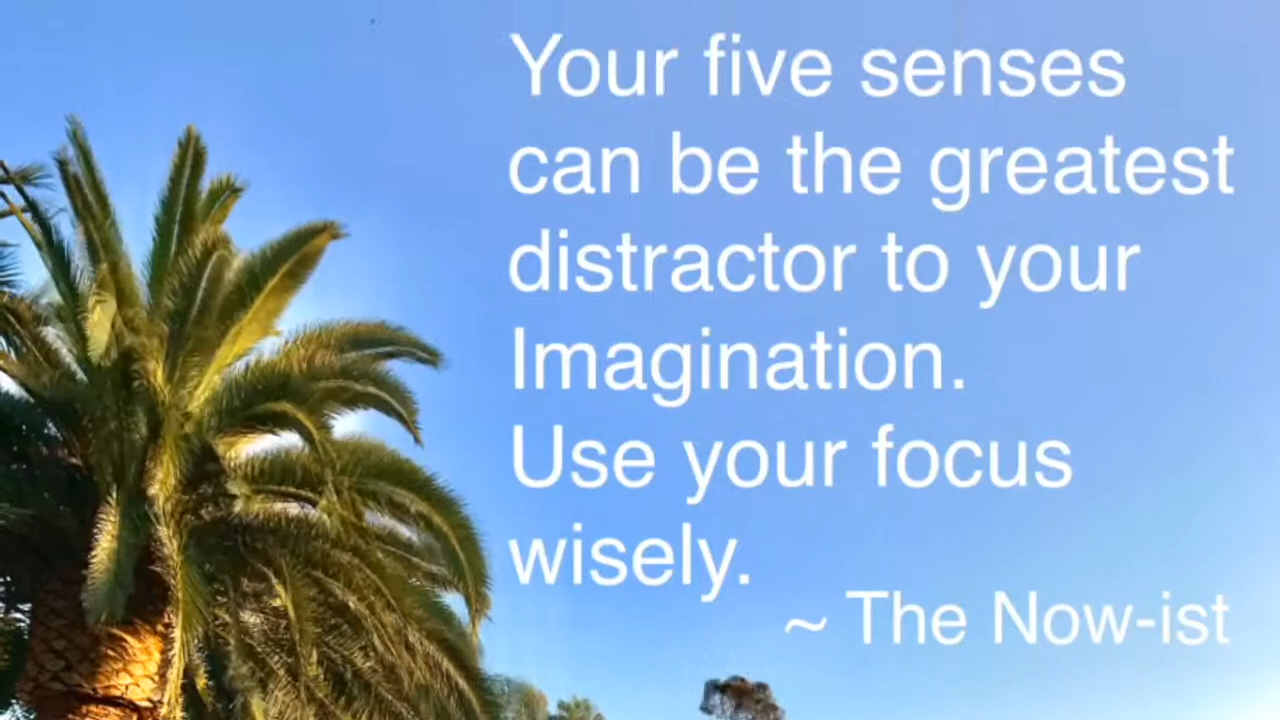 Your five senses
can be the greatest
distractor to your
Imagination.
Use your focus
wisely.
~ The Now-ist